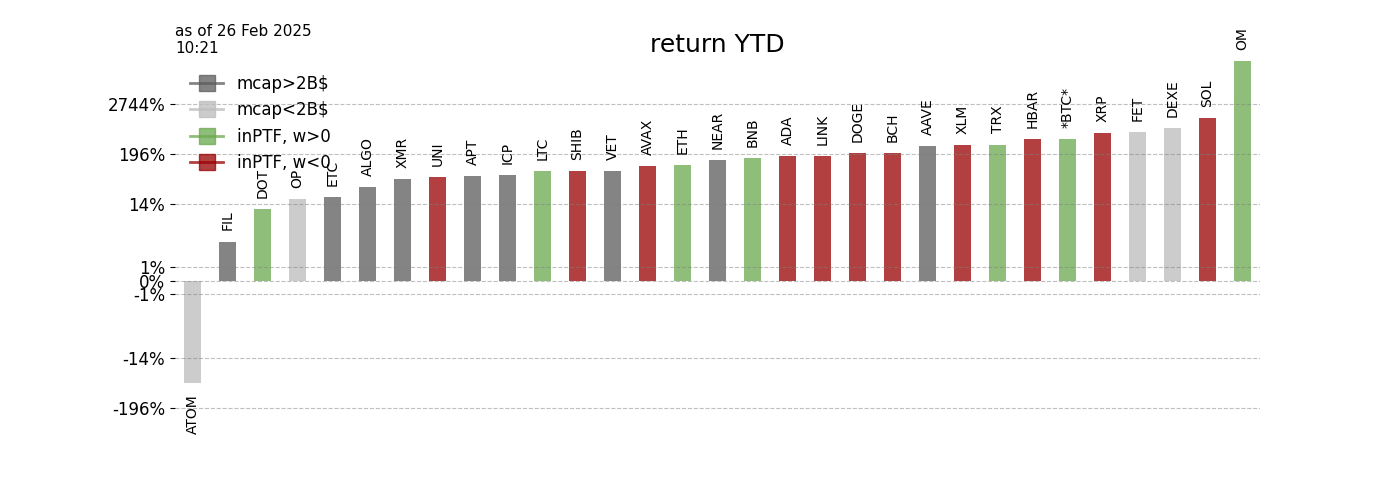 as of 26 Feb 2025
10:21
return YTD
mcap>2B$
mcap<2B$
inPTF, w>0
inPTF, w<0
2744%
196%
14%
1%
0%
%
-1%
-14%
-196%
ATOM
FIL
DOT
OP
ETC
ALGO
XMR
UNI
APT
ICP
LTC
SHIB
VET
AVAX
ETH
NEAR
BNB
ADA
LINK
DOGE
BCH
AAVE
XLM
TRX
HBAR
*BTC*
XRP
FET
DEXE
SOL
OM